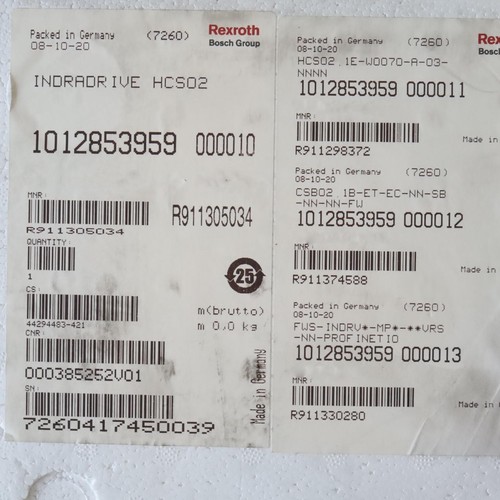 Packed in Germany (7260) Rexroth
08-10-20 Bosch Group
INDRADRIVE HCS02
1012853959 000010
MNR:
R911305034
R911305034
QUANTITY:
1
25
CS:
44294483-421
m(brutto)
m 0,0 kg
CNR:
000385252V01
SN:
7260417450039
Made in Germany
Packed in Germany (7260)
08-10-20 Bosch
HCS02.1E-W0070-A-03-
NNNN
1012853959 000011
MNR:
Made in
R911298372
Packed in Germany (7260)
08-10-20
CSB02.1B-ET-EC-NN-SB
-NN-NN-FW
1012853959 000012
MNR:
Made in
R911374588
Packed in Germany (7260)
08-10-20
FWS-INDRV*-MP*-**VRS
-NN-PROFINETIO
1012853959 000013
MNR:
Made in
R911330280